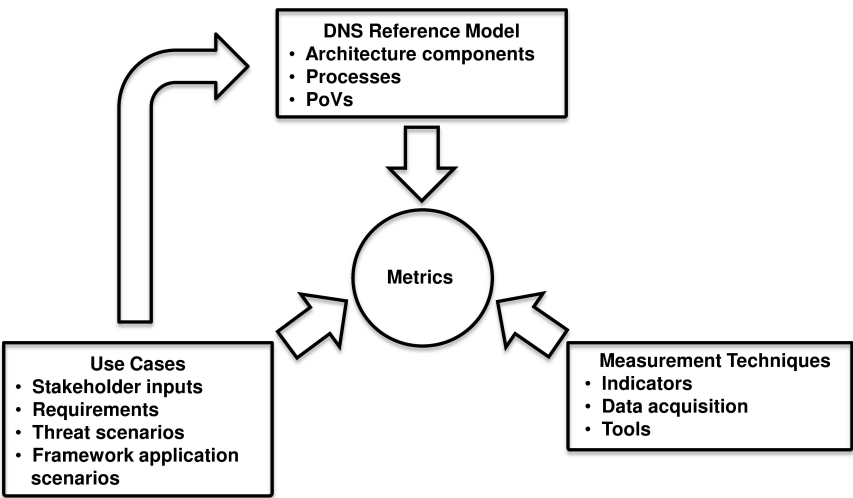 DNS Reference Model
• Architecture components
• Processes
• PoVs
Metrics
Use Cases
• Stakeholder inputs
• Requirements
• Threat scenarios
• Framework application
scenarios
Measurement Techniques
• Indicators
• Data acquisition
• Tools